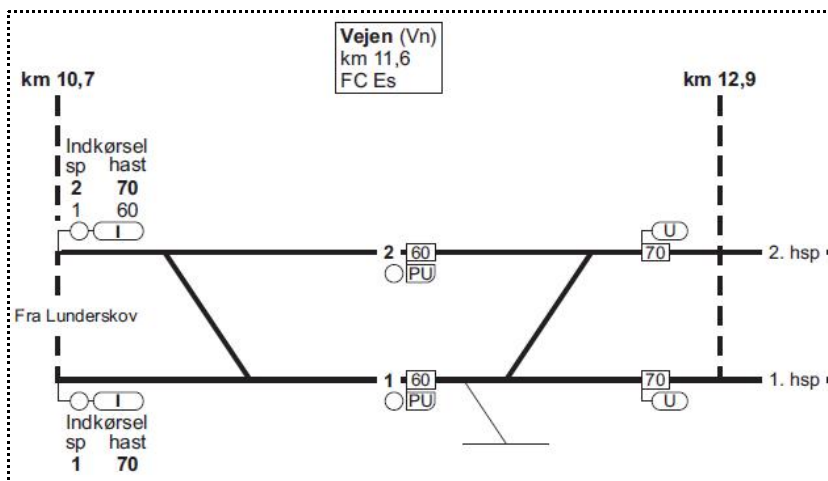 Vejen (Vn)
km 11,6
FC Es
km 10,7
km 12,9
Indkørsel
sp hast
2 70
1 60
I
2 60
PU
U
70
2. hsp
Fra Lunderskov
1 60
PU
70
U
1. hsp
I
Indkørsel
sp hast
1 70